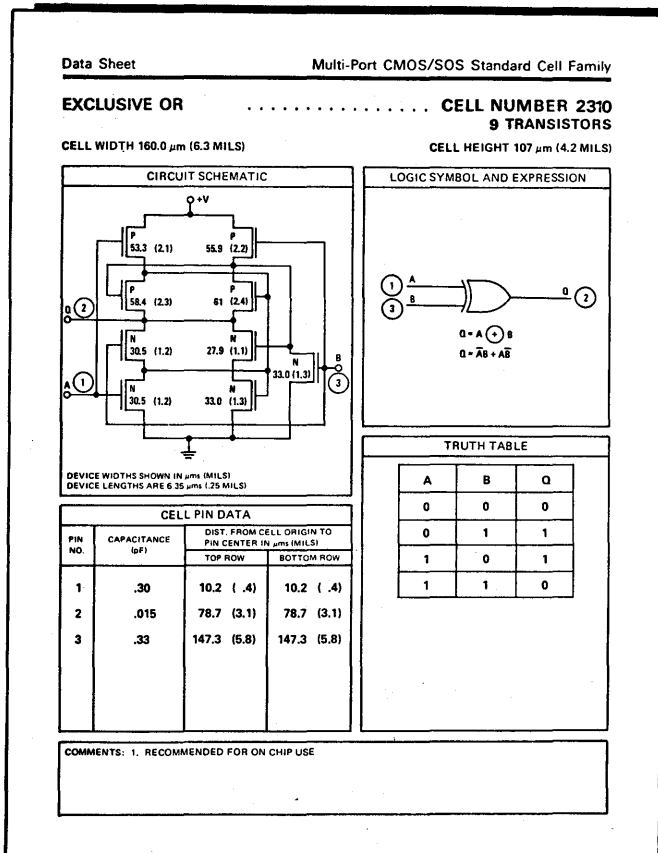 Data Sheet Multi-Port CMOS/SOS Standard Cell Family
EXCLUSIVE OR ................ CELL NUMBER 2310
9 TRANSISTORS
CELL WIDTH 160.0 µm (6.3 MILS) CELL HEIGHT 107 µm (4.2 MILS)
CIRCUIT SCHEMATIC
+V
P P
53.3 (2.1) 55.9 (2.2)
P P
58.4 (2.3) 61 (2.4)
Q 2
N N
30.5 (1.2) 27.9 (1.1)
N B
33.0 (1.3) 3
A 1
N N
30.5 (1.2) 33.0 (1.3)
DEVICE WIDTHS SHOWN IN µms (MILS)
DEVICE LENGTHS ARE 6.35 µms (.25 MILS)
LOGIC SYMBOL AND EXPRESSION
1 A
3 B
Q 2
Q = A + B
Q = A̅B + AB̅
CELL PIN DATA
PIN NO. CAPACITANCE (pF) DIST. FROM CELL ORIGIN TO PIN CENTER IN µms (MILS)
TOP ROW BOTTOM ROW
1 .30 10.2 ( .4) 10.2 ( .4)
2 .015 78.7 (3.1) 78.7 (3.1)
3 .33 147.3 (5.8) 147.3 (5.8)
TRUTH TABLE
A B Q
0 0 0
0 1 1
1 0 1
1 1 0
COMMENTS: 1. RECOMMENDED FOR ON CHIP USE